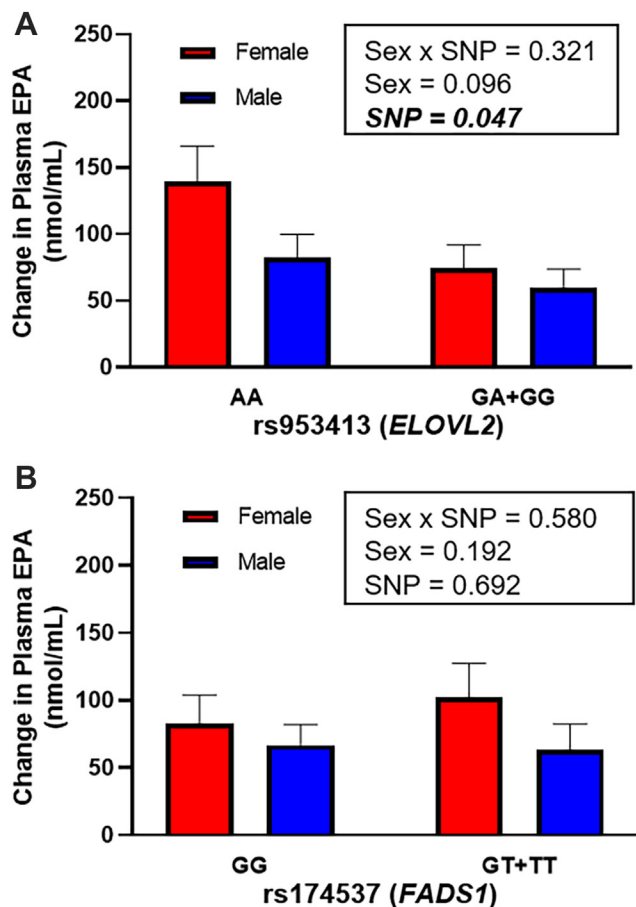 A
Change in Plasma EPA
(nmol/mL)
250
200
150
100
50
0
Female
Male
Sex x SNP = 0.321
Sex = 0.096
SNP = 0.047
AA
GA+GG
rs953413 (ELOVL2)
B
Change in Plasma EPA
(nmol/mL)
250
200
150
100
50
0
Female
Male
Sex x SNP = 0.580
Sex = 0.192
SNP = 0.692
GG
GT+TT
rs174537 (FADS1)